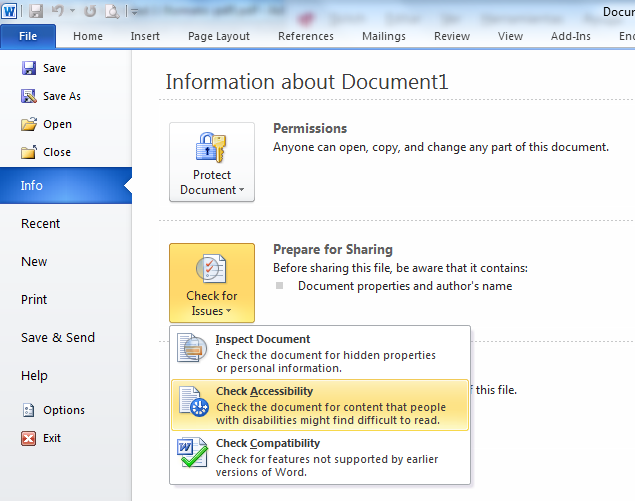 Docu
File
Home
Insert
Page Layout
References
Mailings
Review
View
Add-Ins
En
Save
Save As
Open
Close
Info
Recent
New
Print
Save & Send
Help
Options
Exit
Information about Document1
Protect
Document
Permissions
Anyone can open, copy, and change any part of this document.
Check for
Issues
Prepare for Sharing
Before sharing this file, be aware that it contains:
Document properties and author's name
Inspect Document
Check the document for hidden properties
or personal information.
Check Accessibility
Check the document for content that people
with disabilities might find difficult to read.
Check Compatibility
Check for features not supported by earlier
versions of Word.
of this file.